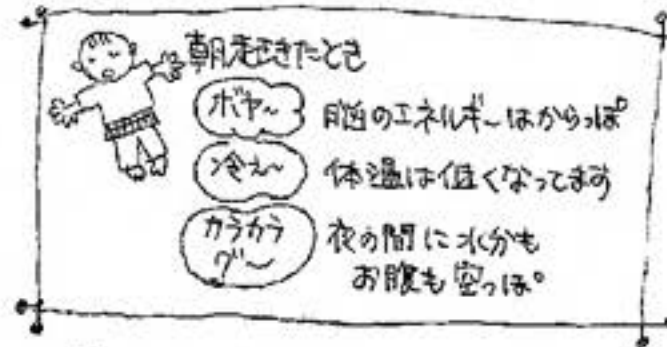 朝起きたとき
ボヤ～ 脳のエネルギーはからっぽ
冷え～ 体温は低くなってます
カラカラ
グ～
夜の間に水分も
お腹も空っぽ